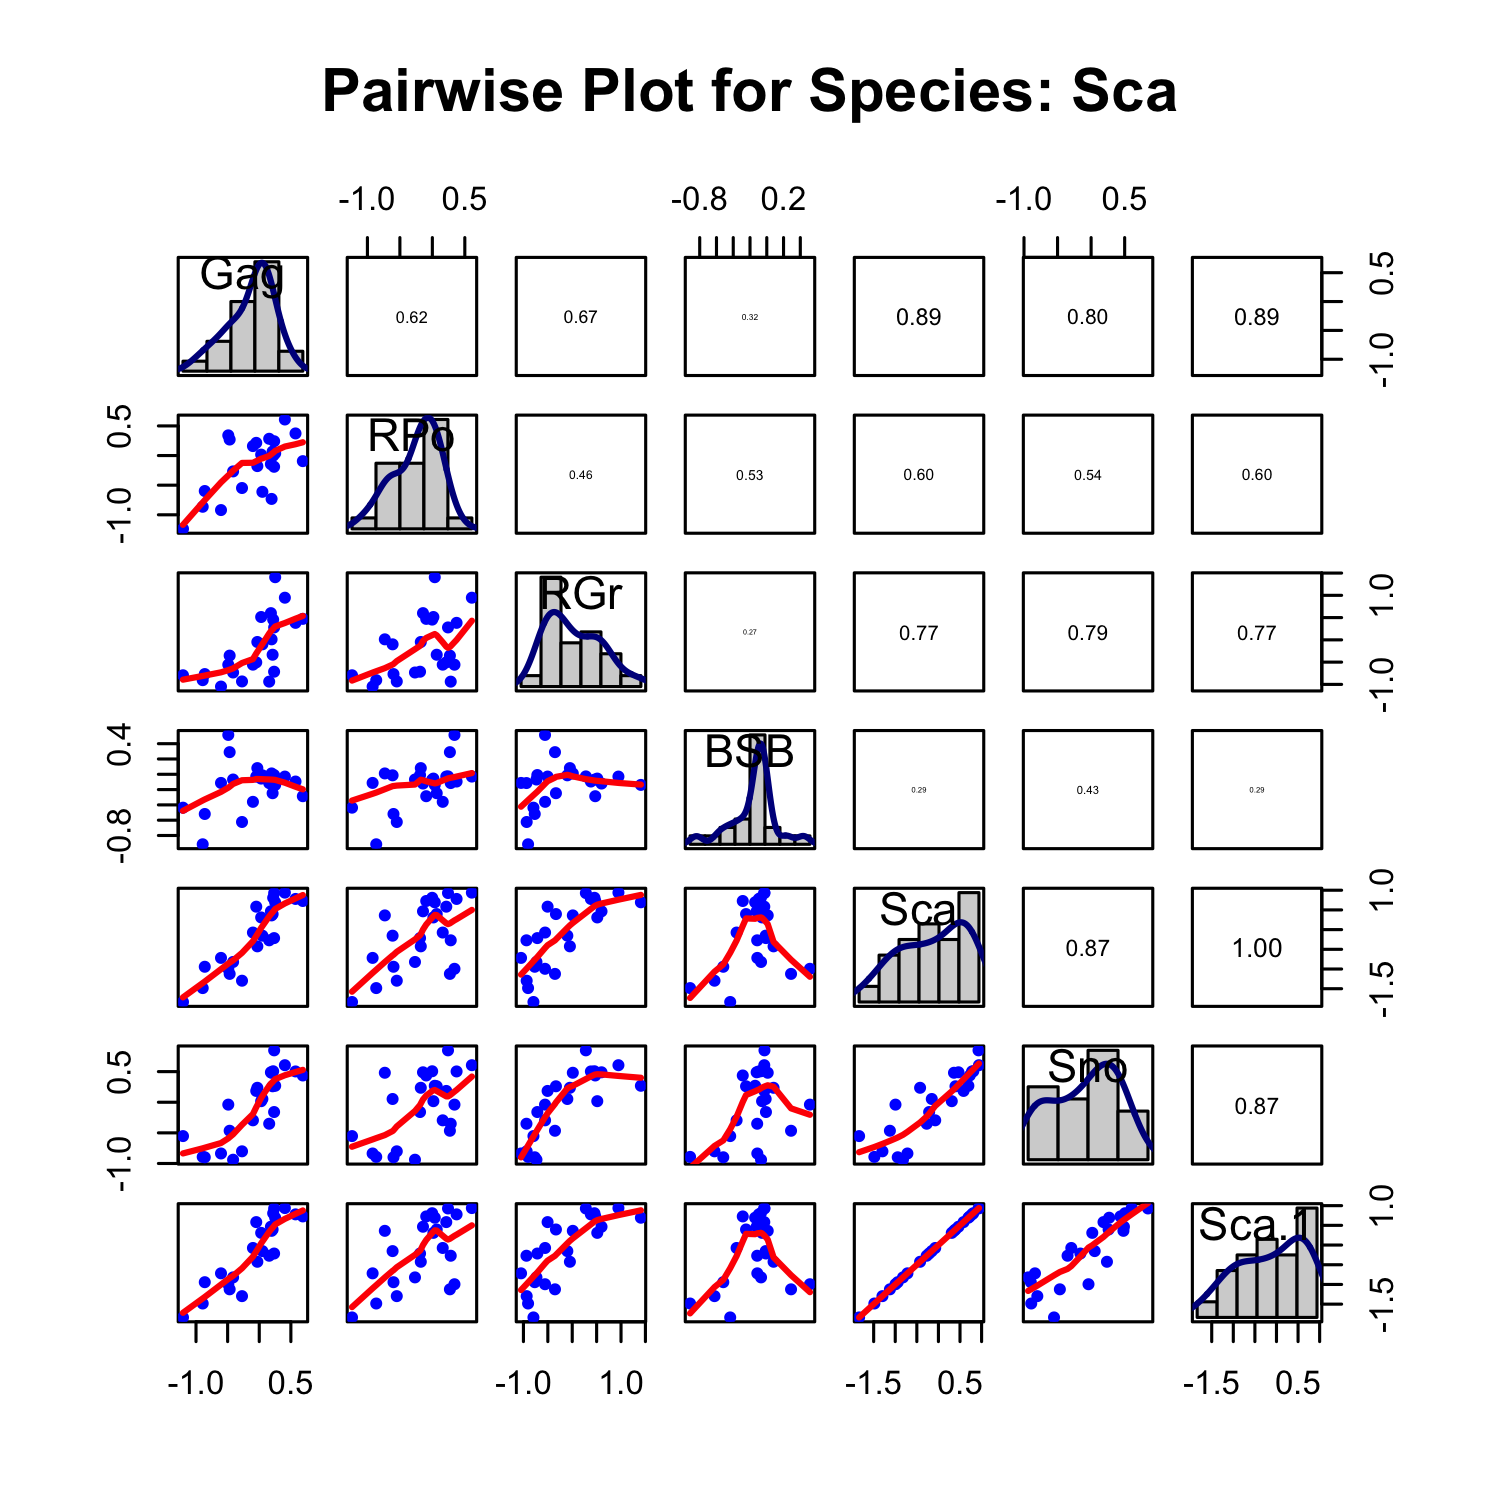 Pairwise Plot for Species: Sca
-1.0 0.5 -0.8 0.2 -1.0 0.5
Gag 0.62 0.67 0.32 0.89 0.80 0.89 -1.0 0.5
-1.0 0.5 RPo 0.46 0.53 0.60 0.54 0.60
RGr 0.27 0.77 0.79 0.77 -1.0 1.0
-0.8 0.4 BSB 0.29 0.43 0.29
Sca 0.87 1.00 -1.5 1.0
-1.0 0.5 Sno 0.87
Sca.1 -1.5 1.0
-1.0 0.5 -1.0 1.0 -1.5 0.5 -1.5 0.5